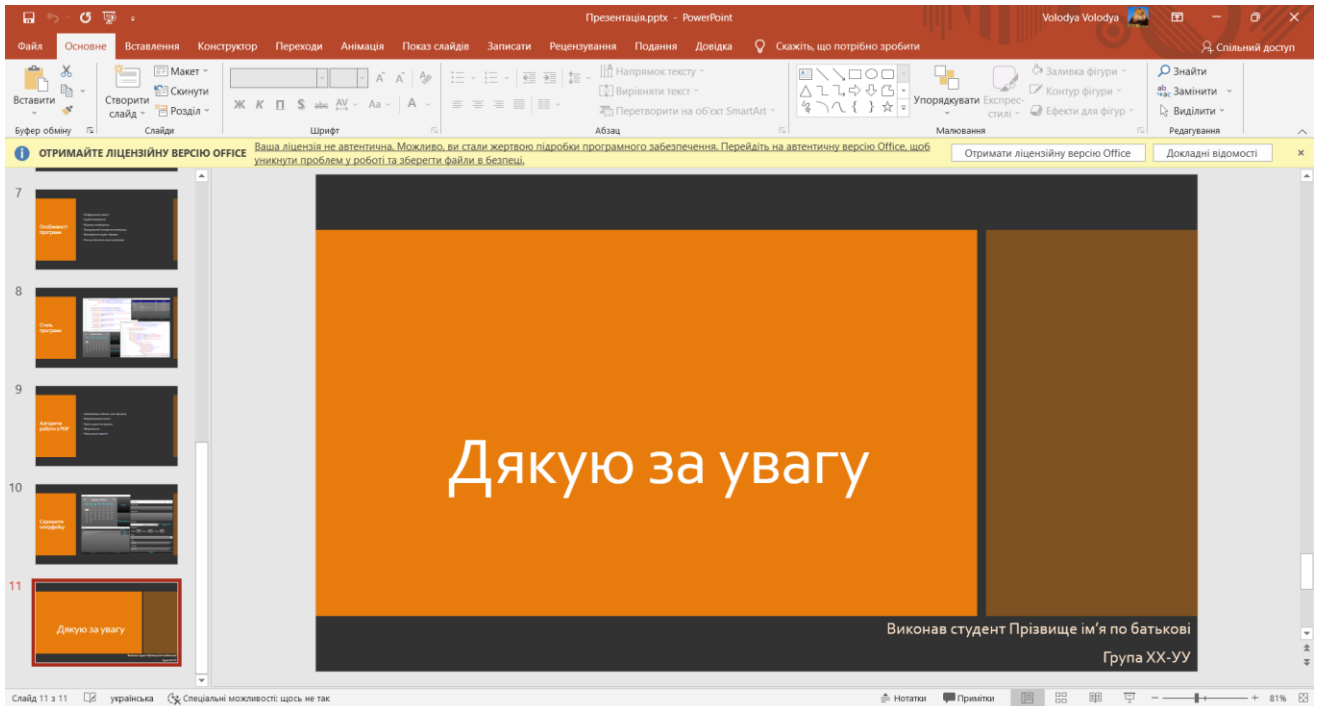 Презентація.pptx - PowerPoint
Volodya Volodya
Файл Основне Вставлення Конструктор Переходи Анімація Показ слайдів Записати Рецензування Подання Довідка Скажіть, що потрібно зробити
Спільний доступ
Вставити
Створити слайд
Макет
Скинути
Розділ
Ж К П S abc AV Aa А
Напрямок тексту
Вирівняти текст
Перетворити на об'єкт SmartArt
Упорядкувати
Експрес-стилі
Заливка фігури
Контур фігури
Ефекти для фігур
Знайти
Замінити
Виділити
Буфер обміну Слайди Шрифт Абзац Малювання Редагування
ОТРИМАЙТЕ ЛІЦЕНЗІЙНУ ВЕРСІЮ OFFICE
Ваша ліцензія не автентична. Можливо, ви стали жертвою підробки програмного забезпечення. Перейдіть на автентичну версію Office, щоб
уникнути проблем у роботі та зберегти файли в безпеці.
Отримати ліцензійну версію Office
Докладні відомості
7
Особливості
програми
8
Стиль
програми
9
Алгоритм
роботи з PDF
10
Скріншоти
інтерфейсу
11
Дякую за увагу
Дякую за увагу
Виконав студент Прізвище ім'я по батькові
Група ХХ-УУ
Слайд 11 з 11 українська Спеціальні можливості: щось не так
Нотатки Примітки 81%